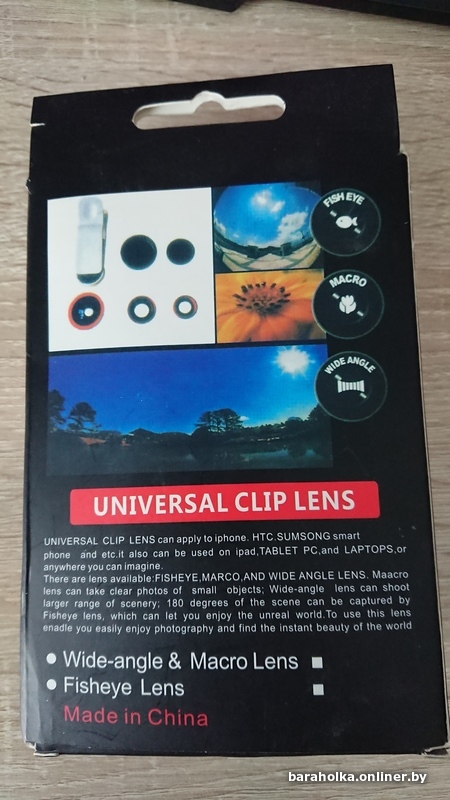 FISH EYE
MACRO
WIDE ANGLE
UNIVERSAL CLIP LENS
UNIVERSAL CLIP LENS can apply to iphone. HTC.SUMSONG smart
phone and etc.it also can be used on ipad,TABLET PC,and LAPTOPS,or
anywhere you can imagine.
There are lens available:FISHEYE,MARCO,AND WIDE ANGLE LENS. Maacro
lens can take clear photos of small objects; Wide-angle lens can shoot
larger range of scenery; 180 degrees of the scene can be captured by
Fisheye lens, which can let you enjoy the unreal world.To use this lens
enadle you easily enjoy photography and find the instant beauty of the world
Wide-angle & Macro Lens
Fisheye Lens
Made in China
baraholka.onliner.by